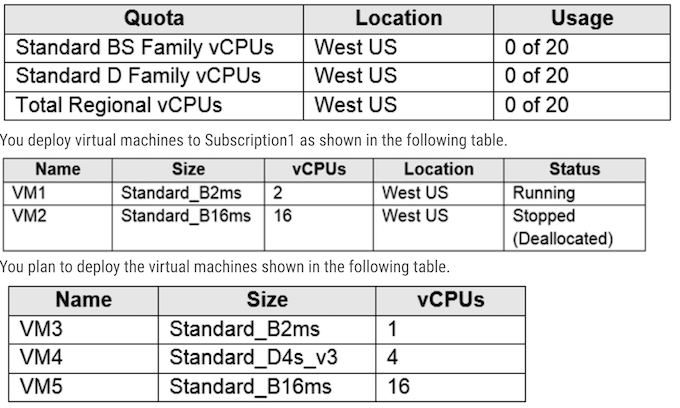 Quota Location Usage
Standard BS Family vCPUs West US 0 of 20
Standard D Family vCPUs West US 0 of 20
Total Regional vCPUs West US 0 of 20
You deploy virtual machines to Subscription1 as shown in the following table.
Name Size vCPUs Location Status
VM1 Standard_B2ms 2 West US Running
VM2 Standard_B16ms 16 West US Stopped
(Deallocated)
You plan to deploy the virtual machines shown in the following table.
Name Size vCPUs
VM3 Standard_B2ms 1
VM4 Standard_D4s_v3 4
VM5 Standard_B16ms 16